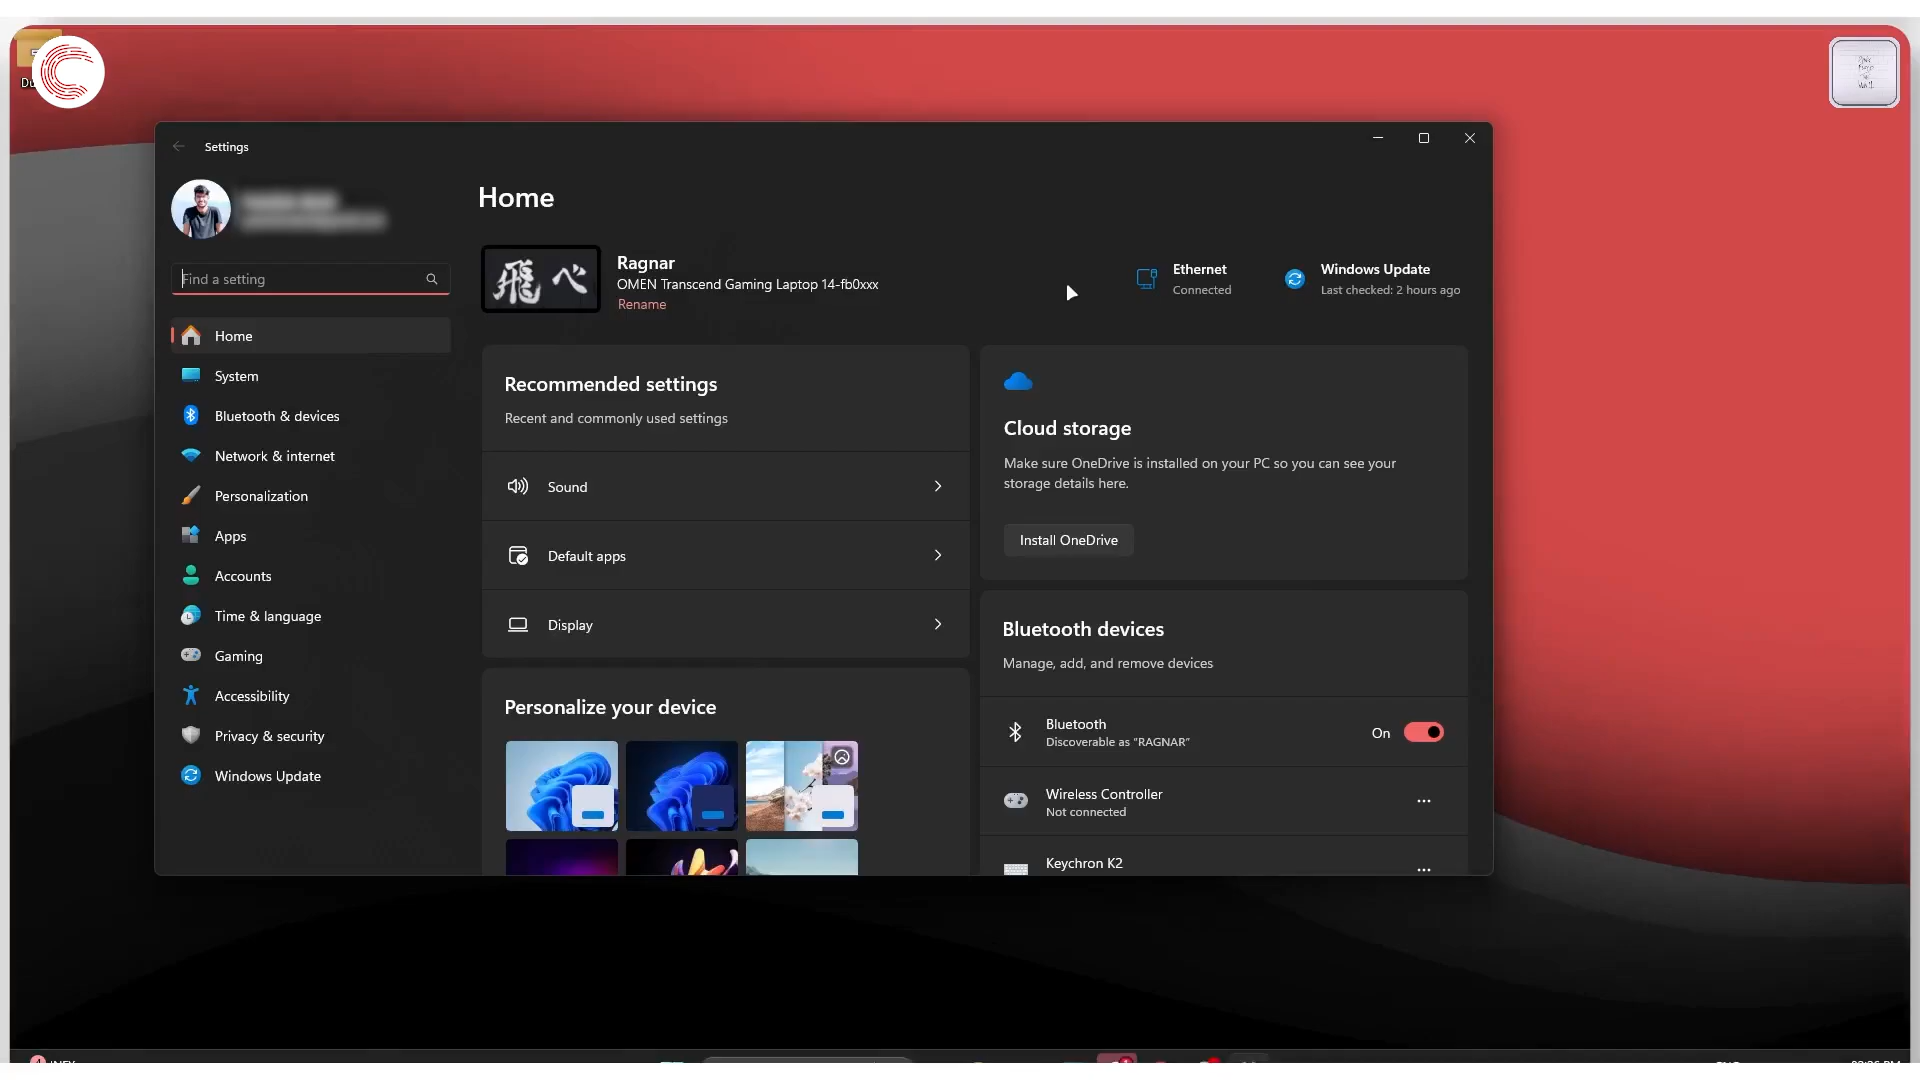 Settings
Home
Find a setting
Ragnar
OMEN Transcend Gaming Laptop 14-fb0xxx
Rename
飛べ
Ethernet
Connected
Windows Update
Last checked: 2 hours ago
Home
System
Bluetooth & devices
Network & internet
Personalization
Apps
Accounts
Time & language
Gaming
Accessibility
Privacy & security
Windows Update
Recommended settings
Recent and commonly used settings
Sound
Default apps
Display
Personalize your device
Cloud storage
Make sure OneDrive is installed on your PC so you can see your
storage details here.
Install OneDrive
Bluetooth devices
Manage, add, and remove devices
Bluetooth
Discoverable as “RAGNAR”
On
Wireless Controller
Not connected
Keychron K2